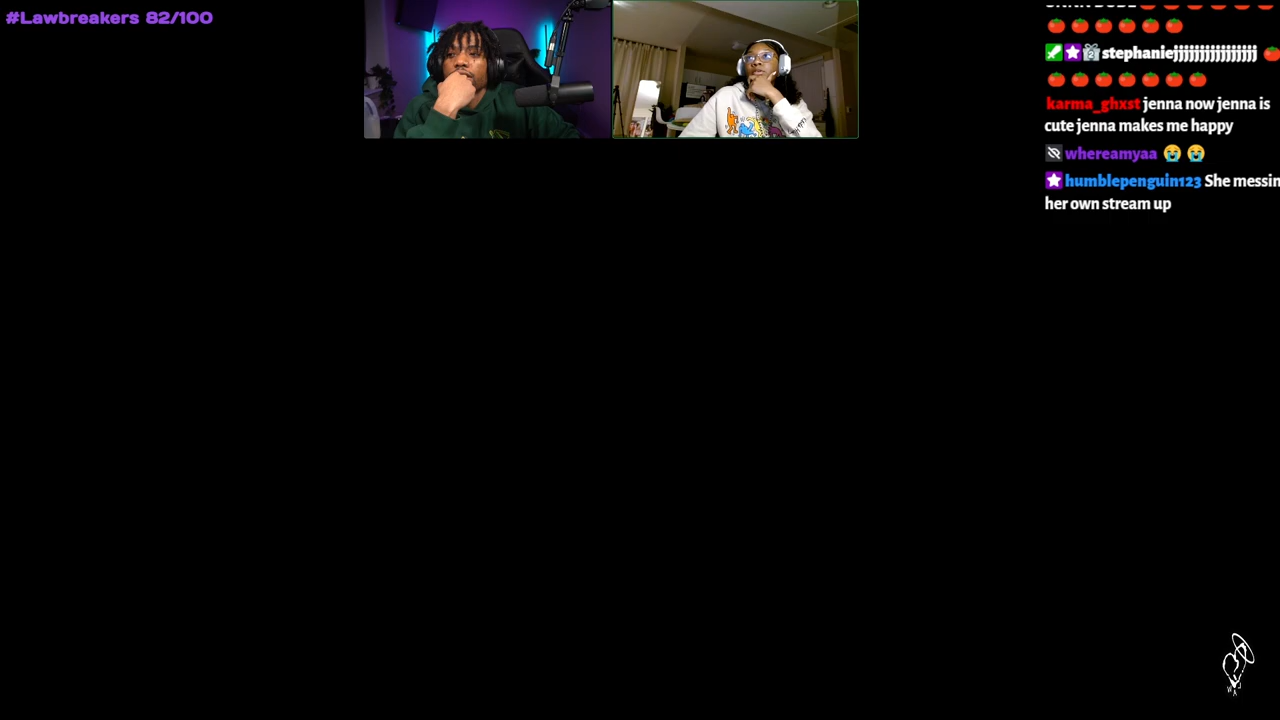 #Lawbreakers 82/100
stephaniejjjjjjjjjjjjjjjj
karma_ghxst jenna now jenna is
cute jenna makes me happy
whereamyaa
humblepenguin123 She messin
her own stream up